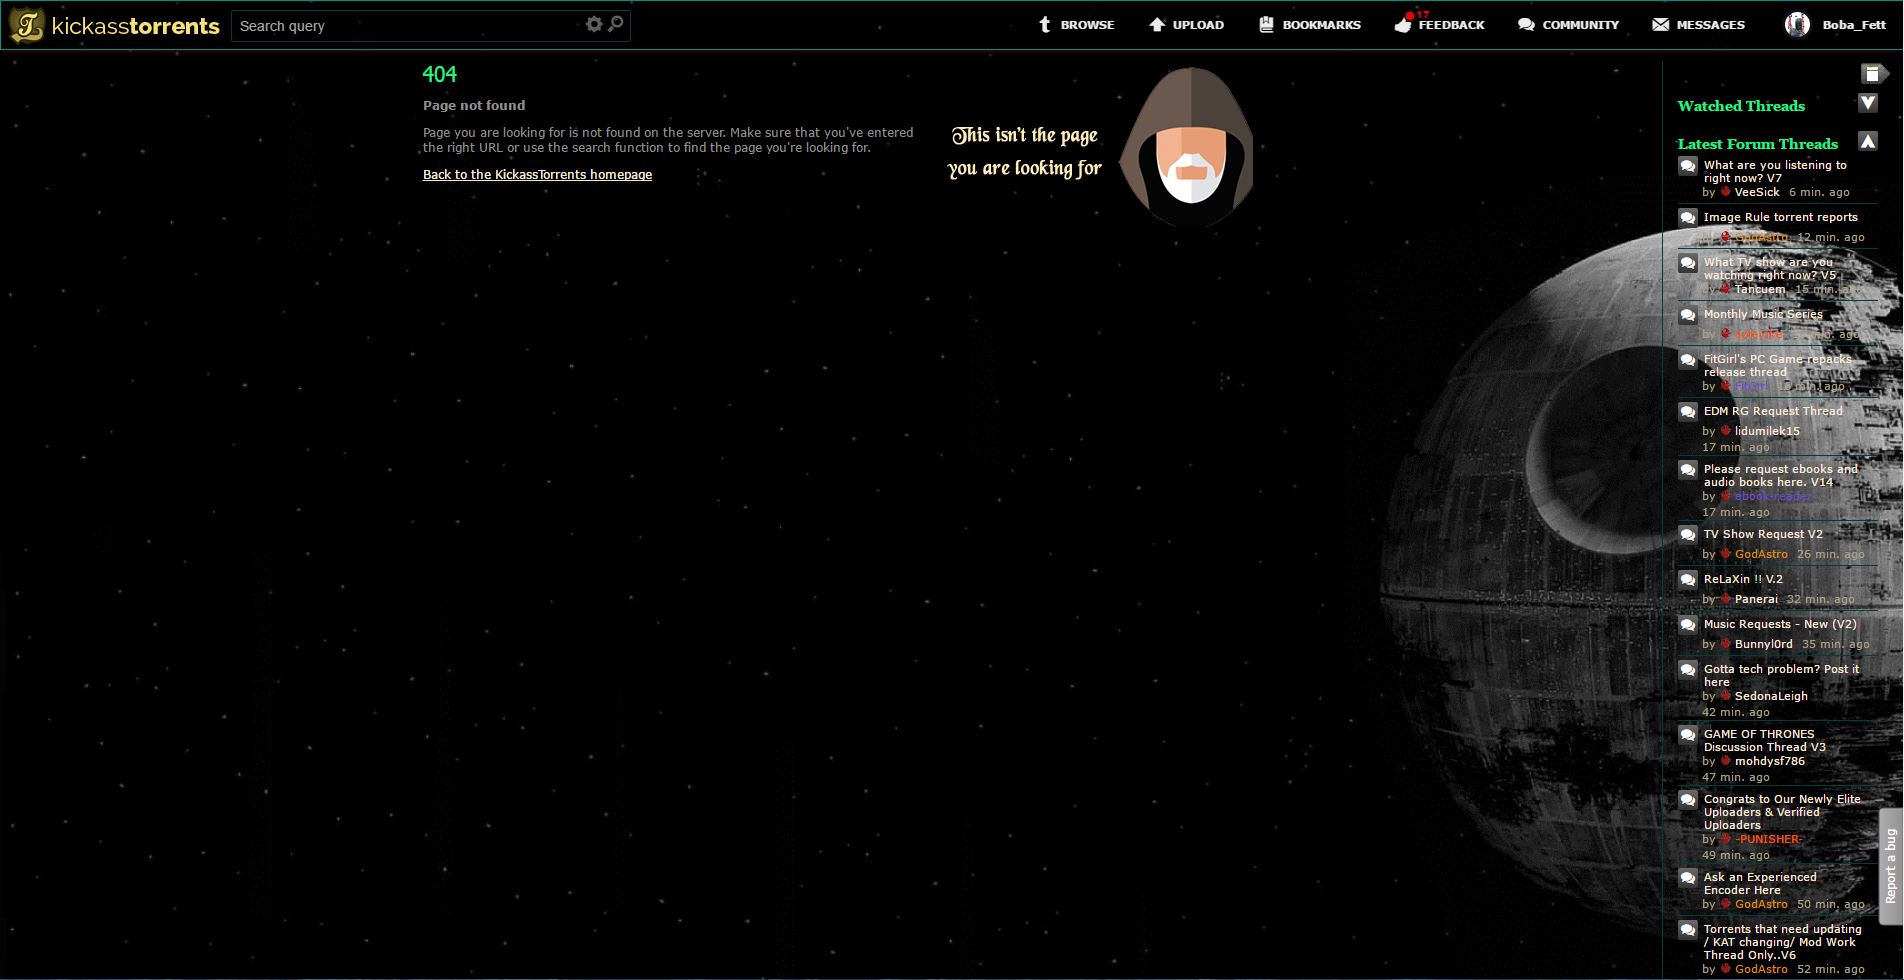 kickasstorrents
Search query
BROWSE
UPLOAD
BOOKMARKS
17
FEEDBACK
COMMUNITY
MESSAGES
Boba_Fett
404
Page not found
Page you are looking for is not found on the server. Make sure that you've entered
the right URL or use the search function to find the page you're looking for.
Back to the KickassTorrents homepage
This isn't the page
you are looking for
Watched Threads
Latest Forum Threads
What are you listening to
right now? V7
by VeeSick 6 min. ago
Image Rule torrent reports
by GodAstro 12 min. ago
What TV show are you
watching right now? V5
by Tancuem 15 min. ago
Monthly Music Series
by min. ago
FitGirl's PC Game repacks
release thread
by FitGirl min. ago
EDM RG Request Thread
by lidumilek15
17 min. ago
Please request ebooks and
audio books here. V14
by ebook-reader
17 min. ago
TV Show Request V2
by GodAstro 26 min. ago
ReLaXin !! V.2
by Panerai 32 min. ago
Music Requests - New (V2)
by Bunnyl0rd 35 min. ago
Gotta tech problem? Post it
here
by SedonaLeigh
42 min. ago
GAME OF THRONES
Discussion Thread V3
by mohdysf786
47 min. ago
Congrats to Our Newly Elite
Uploaders & Verified
Uploaders
by -PUNISHER-
49 min. ago
Ask an Experienced
Encoder Here
by GodAstro 50 min. ago
Torrents that need updating
/ KAT changing/ Mod Work
Thread Only..V6
by GodAstro 52 min. ago
Report a bug